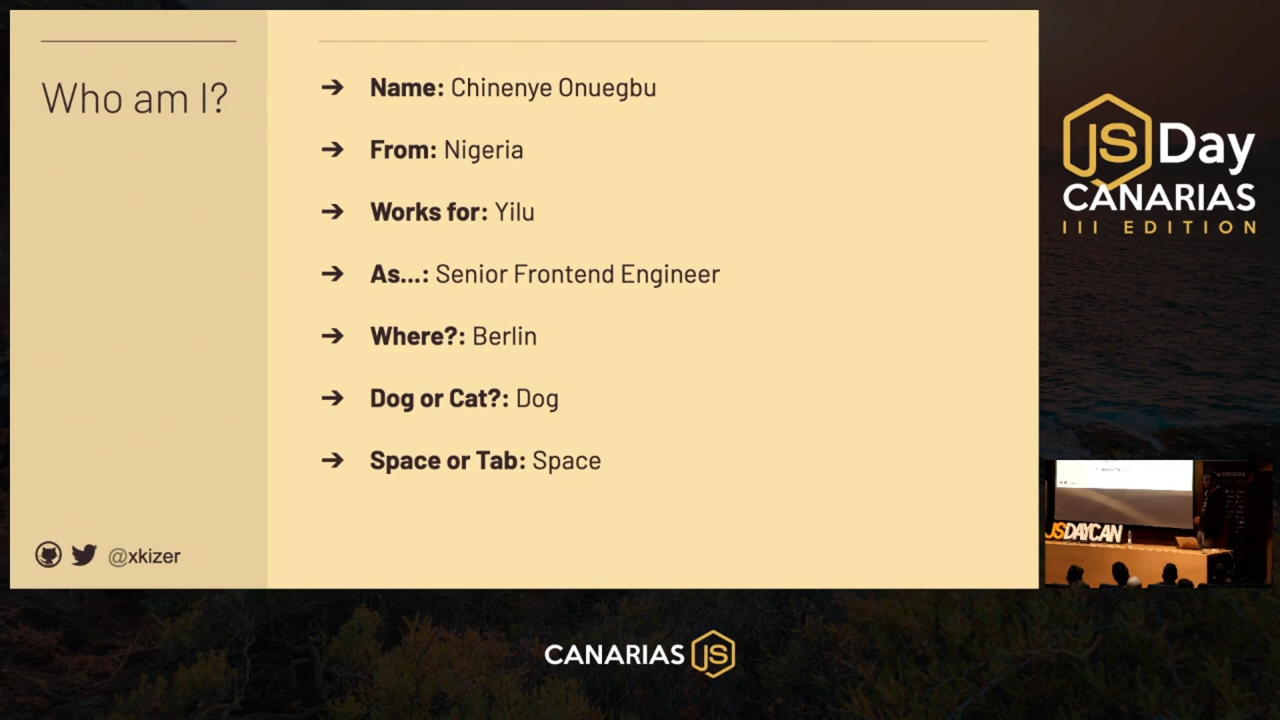 Who am I?
➔ Name: Chinenye Onuegbu
➔ From: Nigeria
➔ Works for: Yilu
➔ As...: Senior Frontend Engineer
➔ Where?: Berlin
➔ Dog or Cat?: Dog
➔ Space or Tab: Space
@xkizer
JS Day
CANARIAS
III EDITION
JSDAYCAN
CANARIAS JS